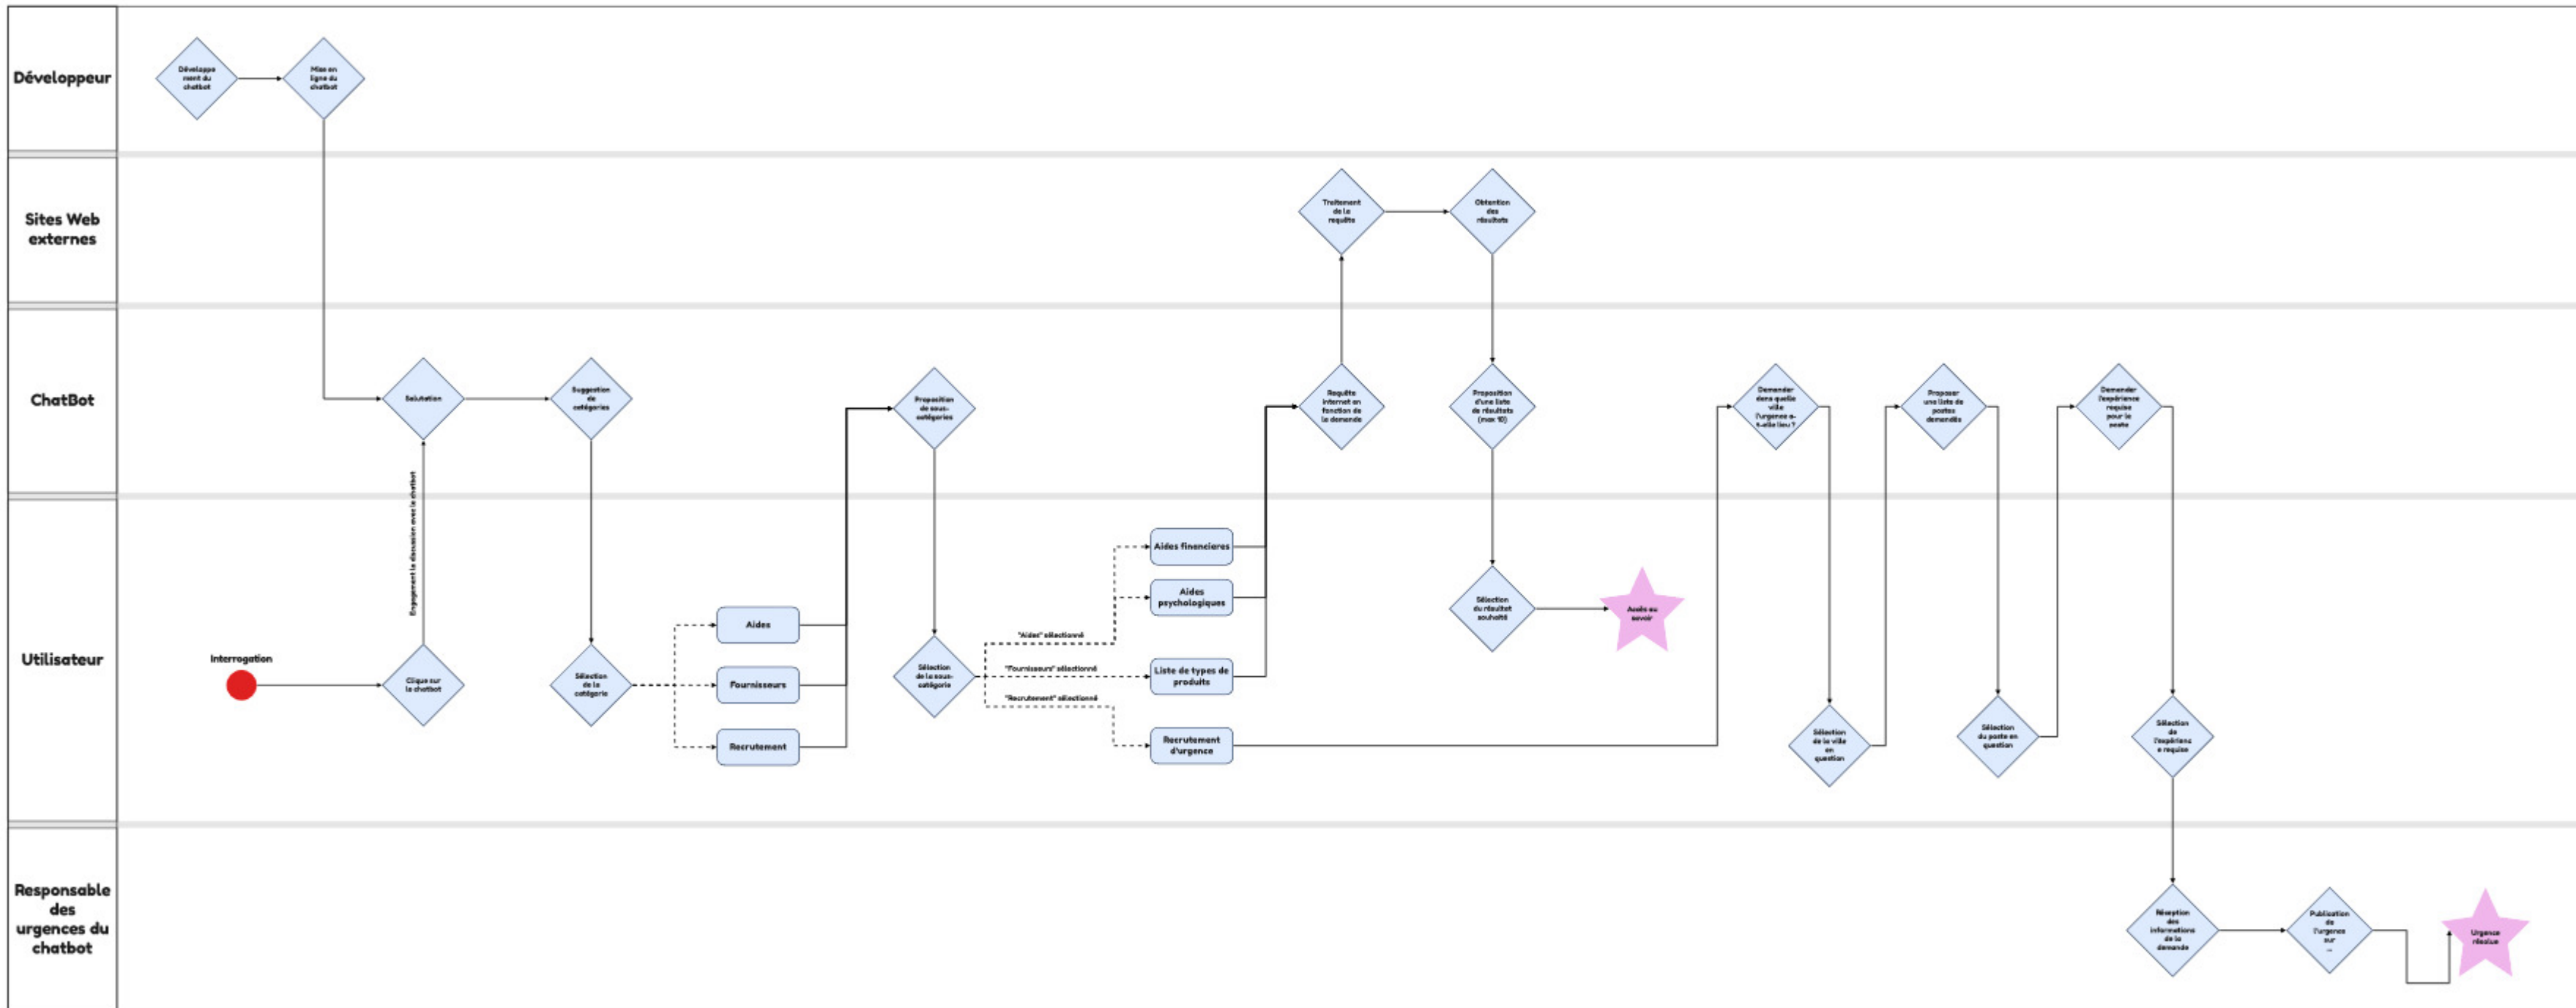 Développeur
Développe
ment du
chatbot
Mise en
ligne du
chatbot
Sites Web
externes
Traitement
de la
requête
Obtention
des
résultats
ChatBot
Salutation
Suggestion
de
catégories
Proposition
de sous-
catégories
Requête
internet en
fonction de
la demande
Proposition
d'une liste
de résultats
(max 10)
Demander
dans quelle
ville
l'urgence a-
t-elle lieu ?
Proposer
une liste de
postes
demandés
Demander
l'expérience
requise
pour le
poste
Utilisateur
Interrogation
Clique sur
le chatbot
Engagement la discussion avec le chatbot
Sélection
de la
catégorie
Aides
Fournisseurs
Recrutement
Sélection
de la sous-
catégorie
"Aides" sélectionné
"Fournisseurs" sélectionné
"Recrutement" sélectionné
Aides financieres
Aides
psychologiques
Liste de types de
produits
Recrutement
d'urgence
Sélection
du résultat
souhaité
Accès au
savoir
Sélection
de la ville
en
question
Sélection
du poste en
question
Sélection
de
l'expérienc
e requise
Responsable
des
urgences du
chatbot
Réception
des
informations
de la
demande
Publication
de
l'urgence
sur
...
Urgence
résolue